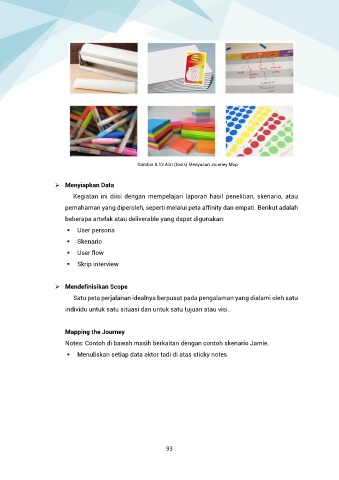 Gambar 8.13 Alat (tools) Menyusun Journey Map
➢ Menyiapkan Data
Kegiatan ini diisi dengan mempelajari laporan hasil penelitian, skenario, atau
pemahaman yang diperoleh, seperti melalui peta affinity dan empati. Berikut adalah
beberapa artefak atau deliverable yang dapat digunakan:
• User persona
• Skenario
• User flow
• Skrip interview
➢ Mendefinisikan Scope
Satu peta perjalanan idealnya berpusat pada pengalaman yang dialami oleh satu
individu untuk satu situasi dan untuk satu tujuan atau visi.
Mapping the Journey
Notes: Contoh di bawah masih berkaitan dengan contoh skenario Jamie.
• Menuliskan setiap data aktor tadi di atas sticky notes
93